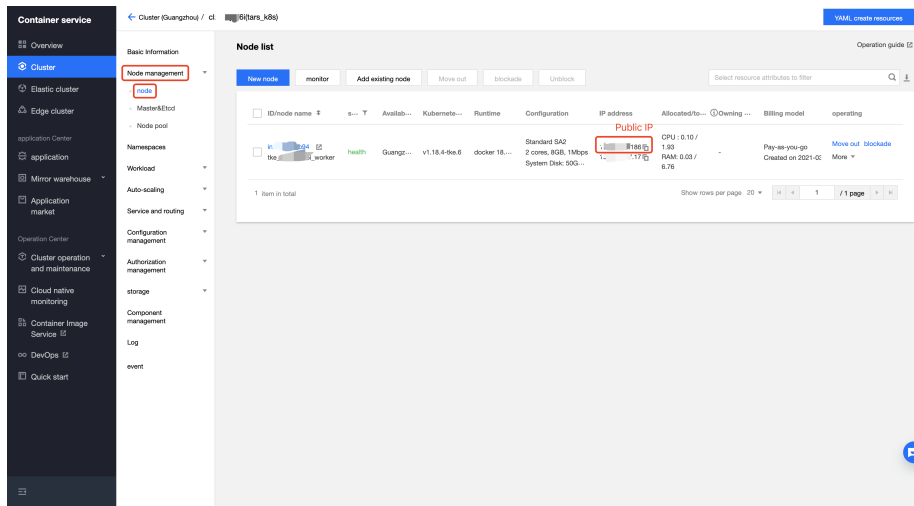 Container service
Overview
Cluster
Elastic cluster
Edge cluster
application Center
application
Mirror warehouse
Application
market
Operation Center
Cluster operation
and maintenance
Cloud native
monitoring
Container Image
Service
DevOps
Quick start
Cluster (Guangzhou) / cl 6i(tars_k8s)
YAML create resources
Basic Information
Node management
node
Master&Etcd
Node pool
Namespaces
Workload
Auto-scaling
Service and routing
Configuration
management
Authorization
management
storage
Component
management
Log
event
Node list
Operation guide
New node monitor Add existing node Move out blockade Unblock
Select resource attributes to filter
ID/node name s... Availab... Kubernete... Runtime Configuration IP address Allocated/to... Owning ... Billing model operating
Public IP
in
tke_ _worker
health
Guangz...
v1.18.4-tke.6
docker 18,...
Standard SA2
2 cores, 8GB, 1Mbps
System Disk: 50G...
186
.17
CPU : 0.10 /
1.93
RAM: 0.03 /
6.76
-
Pay-as-you-go
Created on 2021-03
Move out blockade
More
1 item in total
Show rows per page 20
1 / 1 page